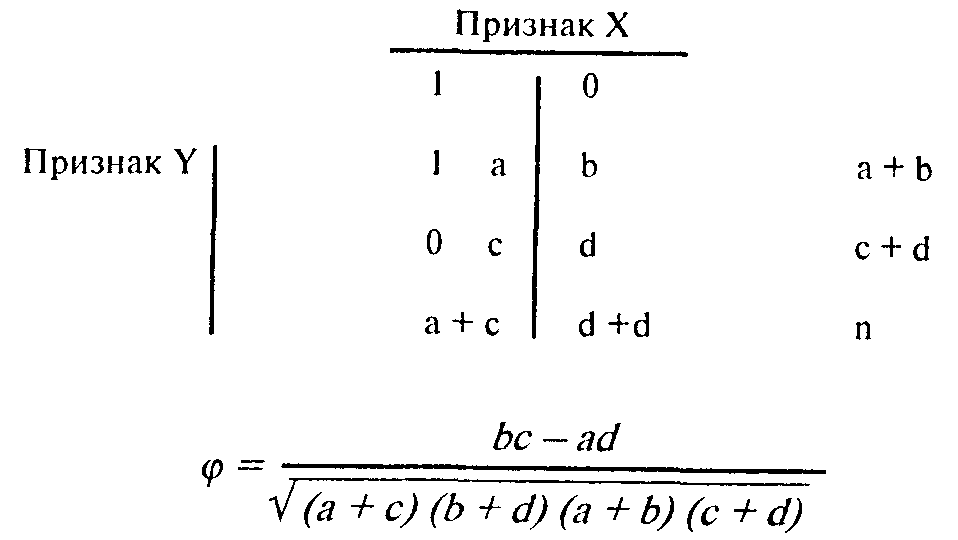 Признак X
1 0
Признак Y 1 a b a + b
0 c d c + d
a + c d +d n
φ = bc – ad / √(a + c) (b + d) (a + b) (c + d)